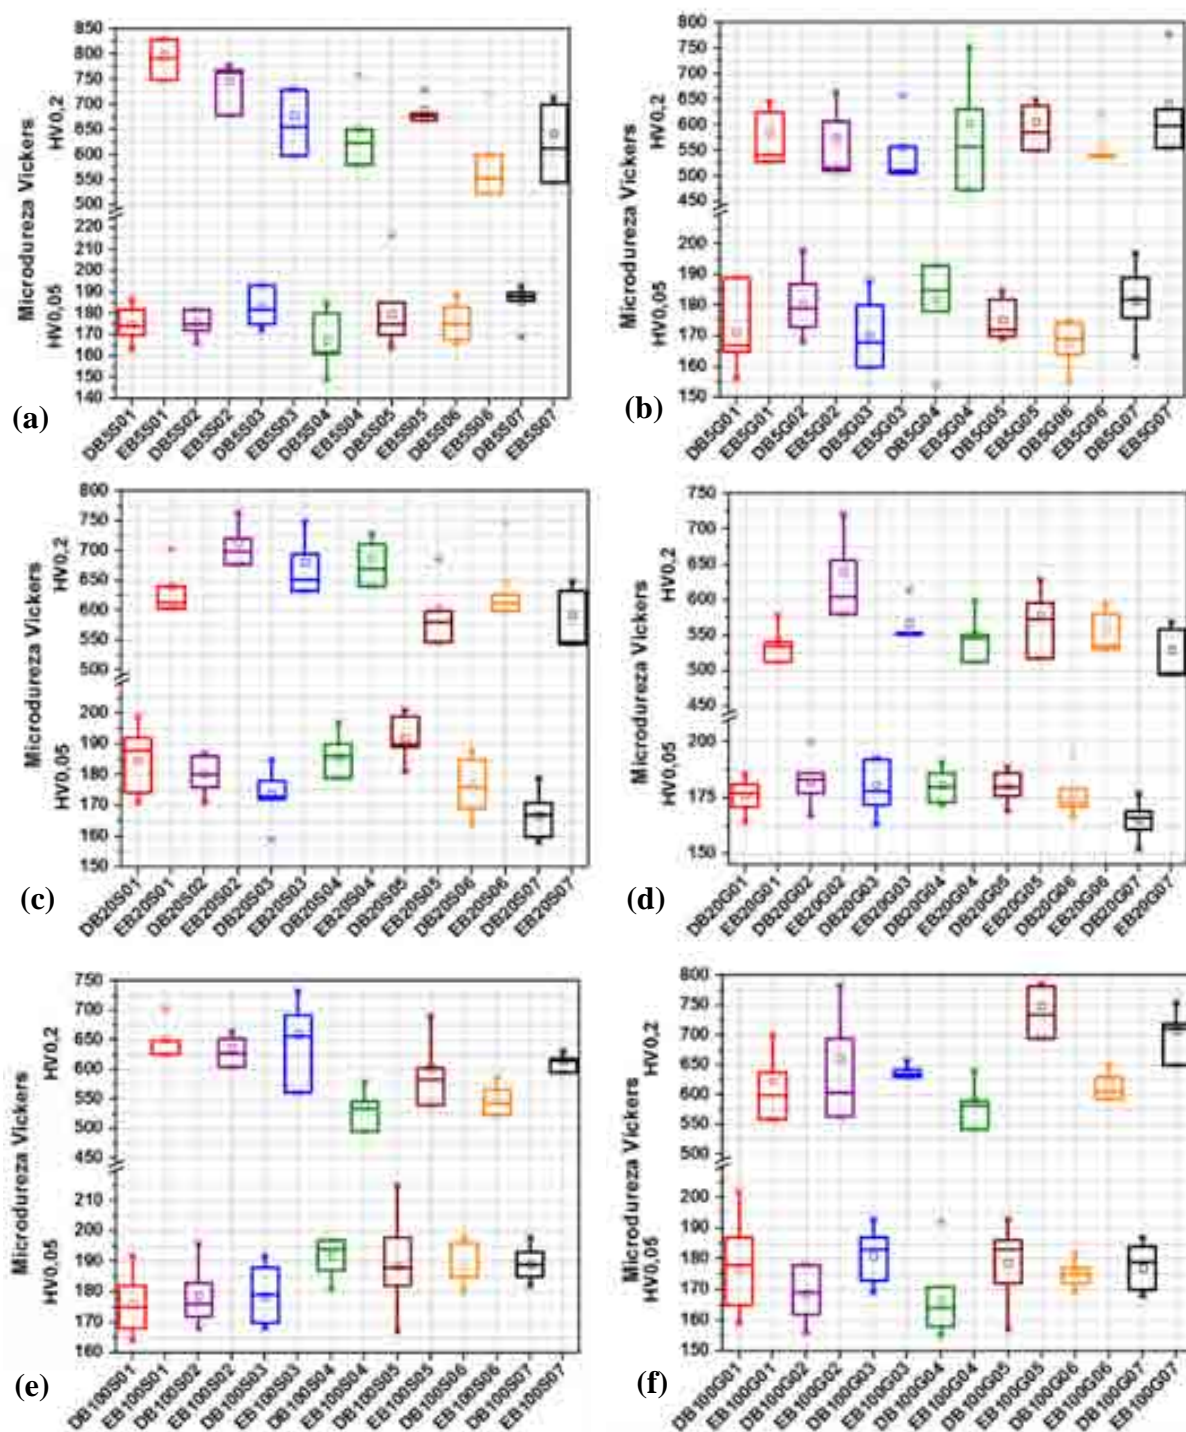 850
800
750
700
650
600
550
500
220
210
200
190
180
170
160
150
140
Microdureza Vickers
HV0,05 HV0,2
DB5S01
EB5S01
DB5S02
EB5S02
DB5S03
EB5S03
DB5S04
EB5S04
DB5S05
EB5S05
DB5S06
EB5S06
DB5S07
EB5S07
(a)
800
750
700
650
600
550
500
450
200
190
180
170
160
150
Microdureza Vickers
HV0,05 HV0,2
DB5G01
EB5G01
DB5G02
EB5G02
DB5G03
EB5G03
DB5G04
EB5G04
DB5G05
EB5G05
DB5G06
EB5G06
DB5G07
EB5G07
(b)
800
750
700
650
600
550
500
200
190
180
170
160
150
Microdureza Vickers
HV0,05 HV0,2
DB20S01
EB20S01
DB20S02
EB20S02
DB20S03
EB20S03
DB20S04
EB20S04
DB20S05
EB20S05
DB20S06
EB20S06
DB20S07
EB20S07
(c)
750
700
650
600
550
500
450
200
175
150
Microdureza Vickers
HV0,05 HV0,2
DB20G01
EB20G01
DB20G02
EB20G02
DB20G03
EB20G03
DB20G04
EB20G04
DB20G05
EB20G05
DB20G06
EB20G06
DB20G07
EB20G07
(d)
750
700
650
600
550
500
450
210
200
190
180
170
160
Microdureza Vickers
HV0,05 HV0,2
DB100S01
EB100S01
DB100S02
EB100S02
DB100S03
EB100S03
DB100S04
EB100S04
DB100S05
EB100S05
DB100S06
EB100S06
DB100S07
EB100S07
(e)
800
750
700
650
600
550
500
200
190
180
170
160
150
Microdureza Vickers
HV0,05 HV0,2
DB100G01
EB100G01
DB100G02
EB100G02
DB100G03
EB100G03
DB100G04
EB100G04
DB100G05
EB100G05
DB100G06
EB100G06
DB100G07
EB100G07
(f)